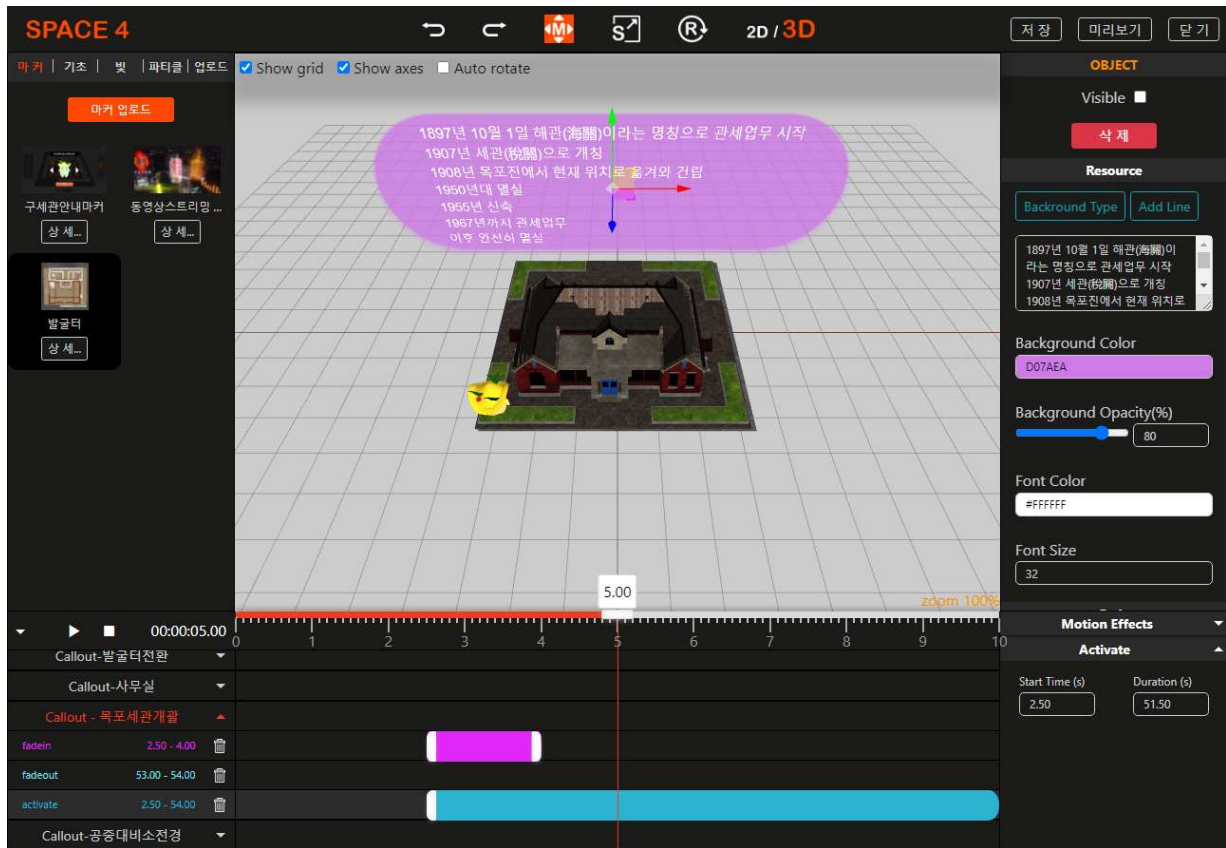 SPACE 4
M
S
R
2D / 3D
저 장
미리보기
닫 기
마 커 | 기초 | 빛 | 파티클 | 업로드
Show grid
Show axes
Auto rotate
OBJECT
마커 업로드
구세관안내마커
상 세...
동영상스트리밍 ...
상 세...
발굴터
상 세...
1897년 10월 1일 해관(海關)이라는 명칭으로 관세업무 시작
1907년 세관(稅關)으로 개칭
1908년 목포진에서 현재 위치로 옮겨와 건립
1950년대 멸실
1955년 신축
1967년까지 관세업무
이후 완전히 멸실
5.00
zoom 100%
Visible
삭 제
Resource
Backround Type
Add Line
1897년 10월 1일 해관(海關)이
라는 명칭으로 관세업무 시작
1907년 세관(稅關)으로 개칭
1908년 목포진에서 현재 위치로
Background Color
D07AEA
Background Opacity(%)
80
Font Color
#FFFFFF
Font Size
32
Motion Effects
Activate
Start Time (s)
Duration (s)
2.50
51.50
00:00:05.00
0 1 2 3 4 5 6 7 8 9 10
Callout-발굴터전환
Callout-사무실
Callout - 목포세관개괄
fadein 2.50 - 4.00
fadeout 53.00 - 54.00
activate 2.50 - 54.00
Callout-공중대비소전경